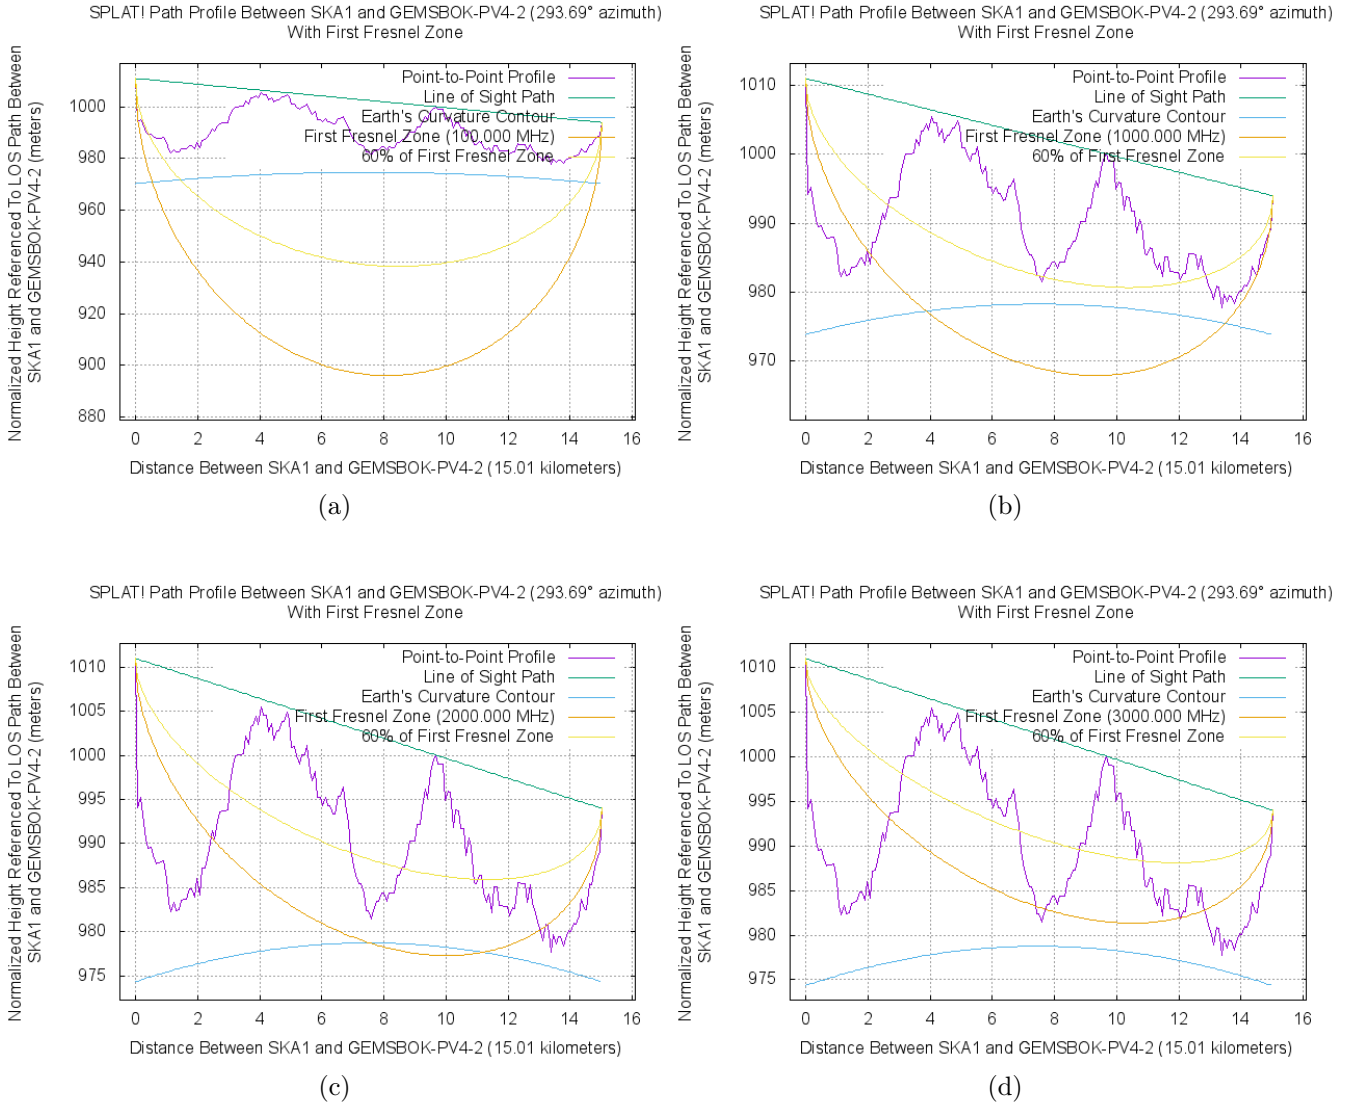 SPLAT! Path Profile Between SKA1 and GEMSBOK-PV4-2 (293.69° azimuth)
With First Fresnel Zone
Normalized Height Referenced To LOS Path Between
SKA1 and GEMSBOK-PV4-2 (meters)
Point-to-Point Profile
Line of Sight Path
Earth's Curvature Contour
First Fresnel Zone (100.000 MHz)
60% of First Fresnel Zone
1000
980
960
940
920
900
880
0 2 4 6 8 10 12 14 16
Distance Between SKA1 and GEMSBOK-PV4-2 (15.01 kilometers)
(a)
SPLAT! Path Profile Between SKA1 and GEMSBOK-PV4-2 (293.69° azimuth)
With First Fresnel Zone
Normalized Height Referenced To LOS Path Between
SKA1 and GEMSBOK-PV4-2 (meters)
Point-to-Point Profile
Line of Sight Path
Earth's Curvature Contour
First Fresnel Zone (1000.000 MHz)
60% of First Fresnel Zone
1010
1000
990
980
970
0 2 4 6 8 10 12 14 16
Distance Between SKA1 and GEMSBOK-PV4-2 (15.01 kilometers)
(b)
SPLAT! Path Profile Between SKA1 and GEMSBOK-PV4-2 (293.69° azimuth)
With First Fresnel Zone
Normalized Height Referenced To LOS Path Between
SKA1 and GEMSBOK-PV4-2 (meters)
Point-to-Point Profile
Line of Sight Path
Earth's Curvature Contour
First Fresnel Zone (2000.000 MHz)
60% of First Fresnel Zone
1010
1005
1000
995
990
985
980
975
0 2 4 6 8 10 12 14 16
Distance Between SKA1 and GEMSBOK-PV4-2 (15.01 kilometers)
(c)
SPLAT! Path Profile Between SKA1 and GEMSBOK-PV4-2 (293.69° azimuth)
With First Fresnel Zone
Normalized Height Referenced To LOS Path Between
SKA1 and GEMSBOK-PV4-2 (meters)
Point-to-Point Profile
Line of Sight Path
Earth's Curvature Contour
First Fresnel Zone (3000.000 MHz)
60% of First Fresnel Zone
1010
1005
1000
995
990
985
980
975
0 2 4 6 8 10 12 14 16
Distance Between SKA1 and GEMSBOK-PV4-2 (15.01 kilometers)
(d)